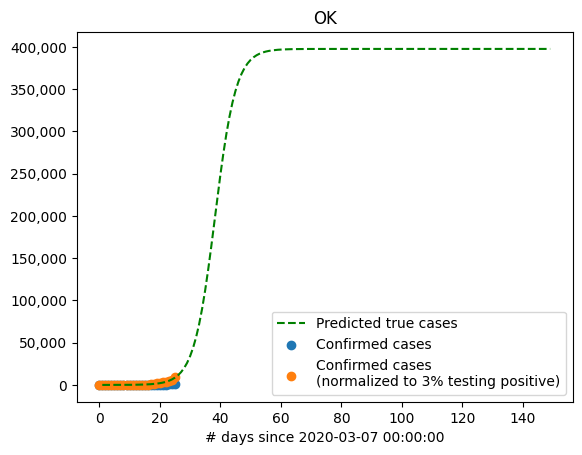 OK
400,000
350,000
300,000
250,000
200,000
150,000
100,000
50,000
0
Predicted true cases
Confirmed cases
Confirmed cases
(normalized to 3% testing positive)
0 20 40 60 80 100 120 140
# days since 2020-03-07 00:00:00